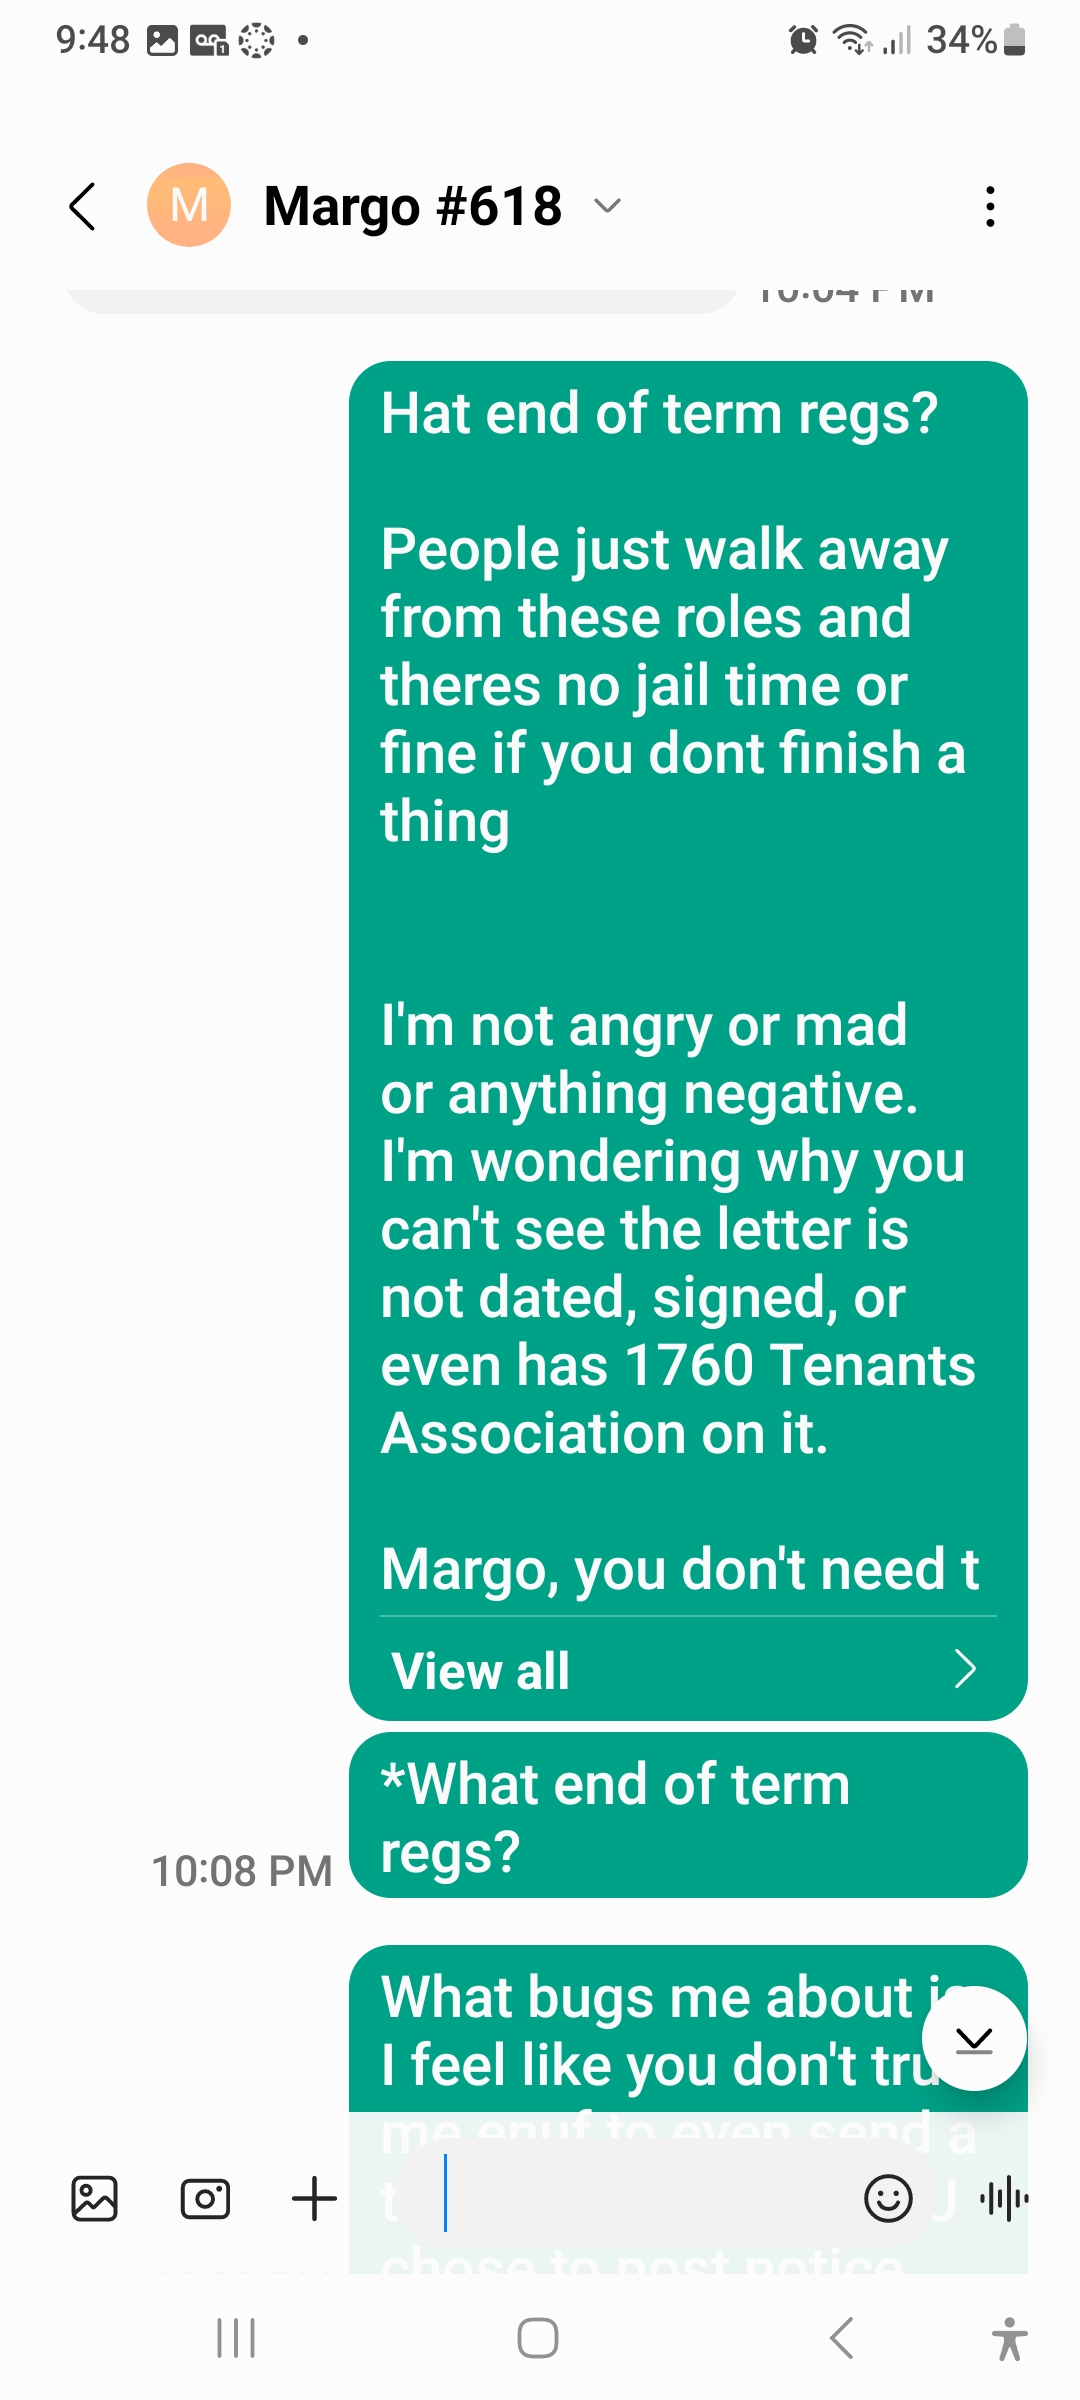 9:48
34%
M
Margo #618
10:04 PM
Hat end of term regs?
People just walk away
from these roles and
theres no jail time or
fine if you dont finish a
thing
I'm not angry or mad
or anything negative.
I'm wondering why you
can't see the letter is
not dated, signed, or
even has 1760 Tenants
Association on it.
Margo, you don't need t
View all
*What end of term
regs?
10:08 PM
What bugs me about is
I feel like you don't tru
me enuf to even send a
chose to post notice